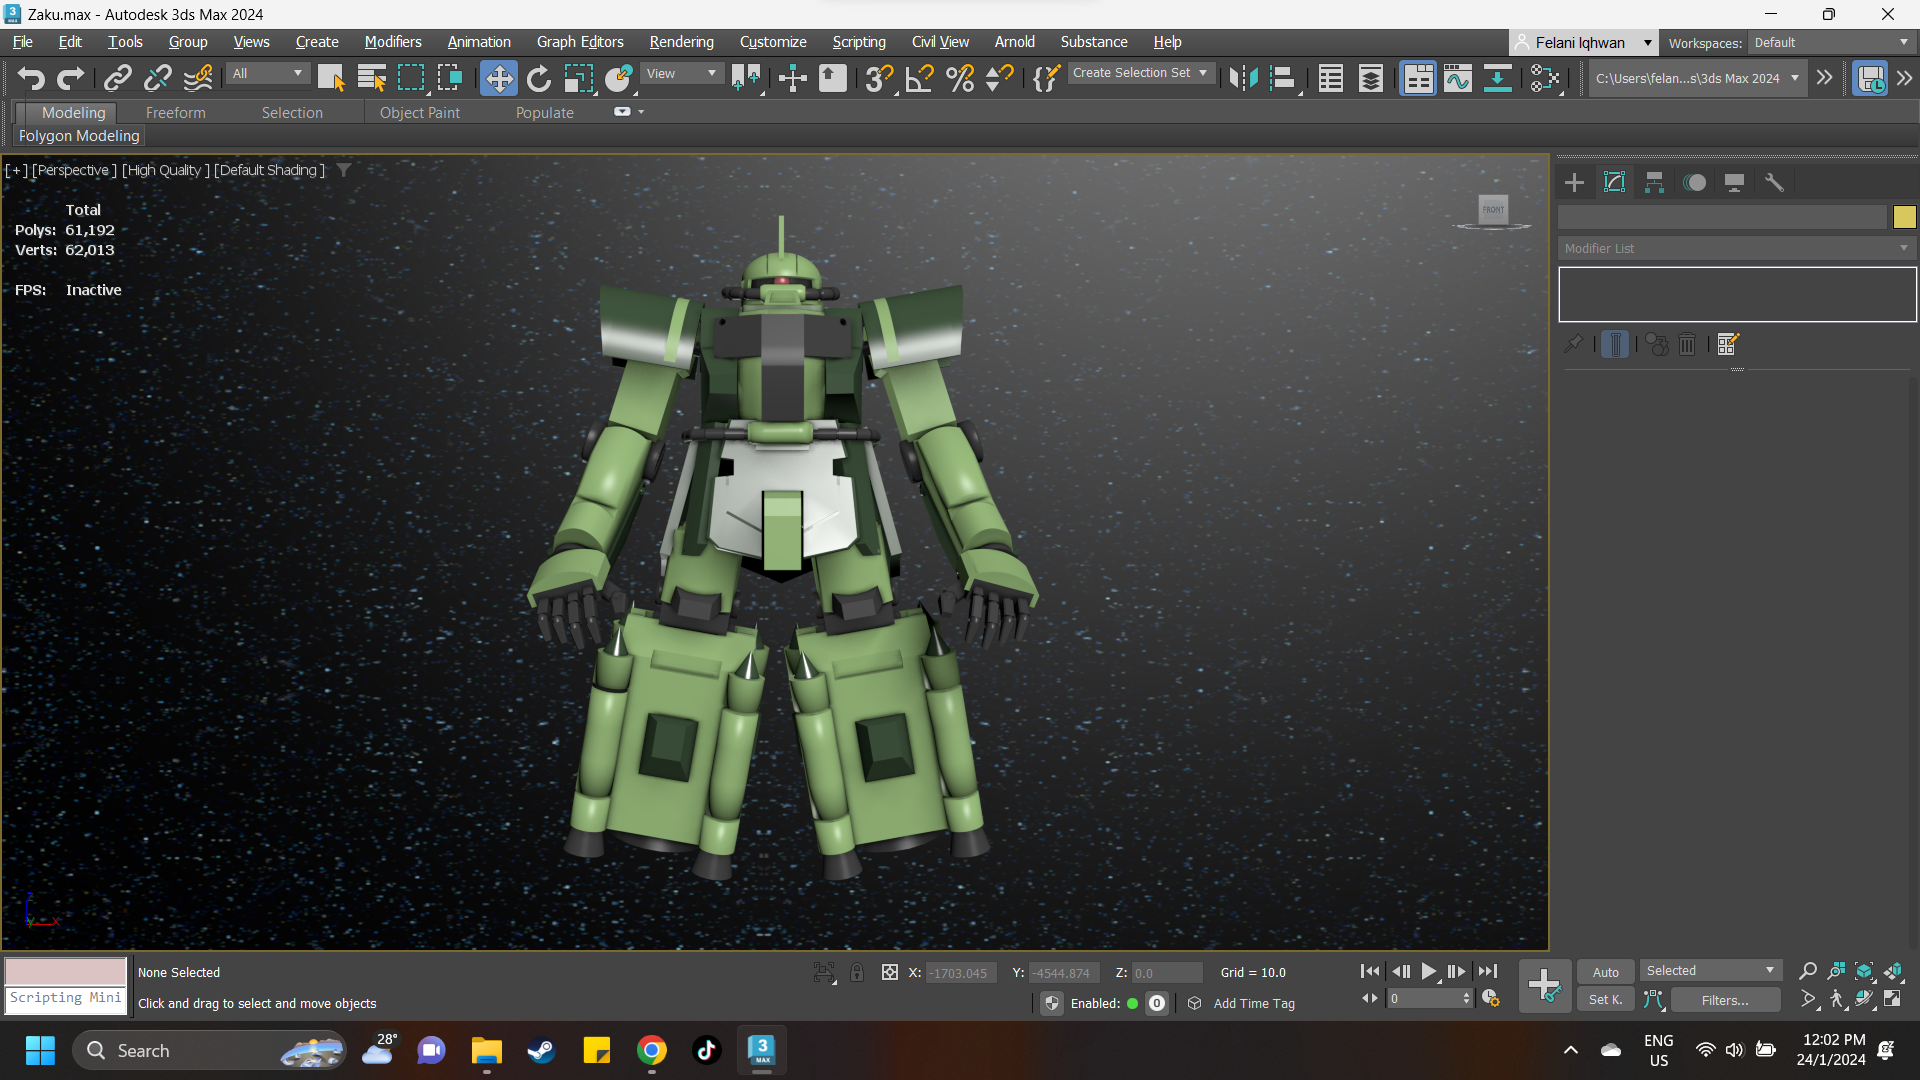 Zaku.max - Autodesk 3ds Max 2024
File Edit Tools Group Views Create Modifiers Animation Graph Editors Rendering Customize Scripting Civil View Arnold Substance Help
Felani Iqhwan
Workspaces: Default
All
View
Create Selection Set
C:\Users\felan...s\3ds Max 2024
Modeling Freeform Selection Object Paint Populate
Polygon Modeling
[+] [Perspective ] [High Quality ] [Default Shading ]
Total
Polys: 61,192
Verts: 62,013
FPS: Inactive
FRONT
Modifier List
None Selected
X: -1703.045 Y: -4544.874 Z: 0.0 Grid = 10.0
Auto
Selected
Scripting Mini
Click and drag to select and move objects
Enabled: 0
Add Time Tag
0
Set K.
Filters...
3
MAX
Search
28°
ENG
US
12:02 PM
24/1/2024